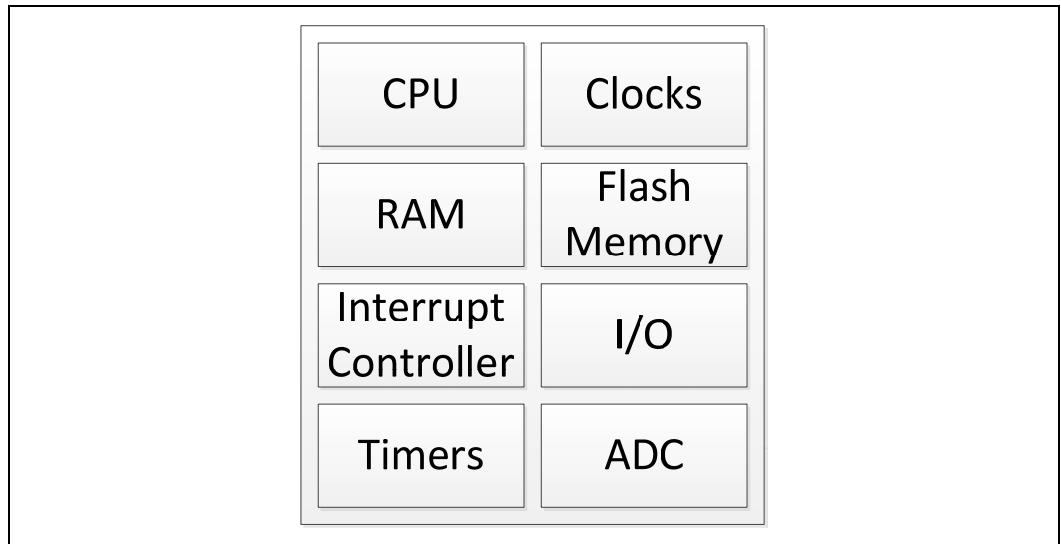 CPU
Clocks
RAM
Flash
Memory
Interrupt
Controller
I/O
Timers
ADC